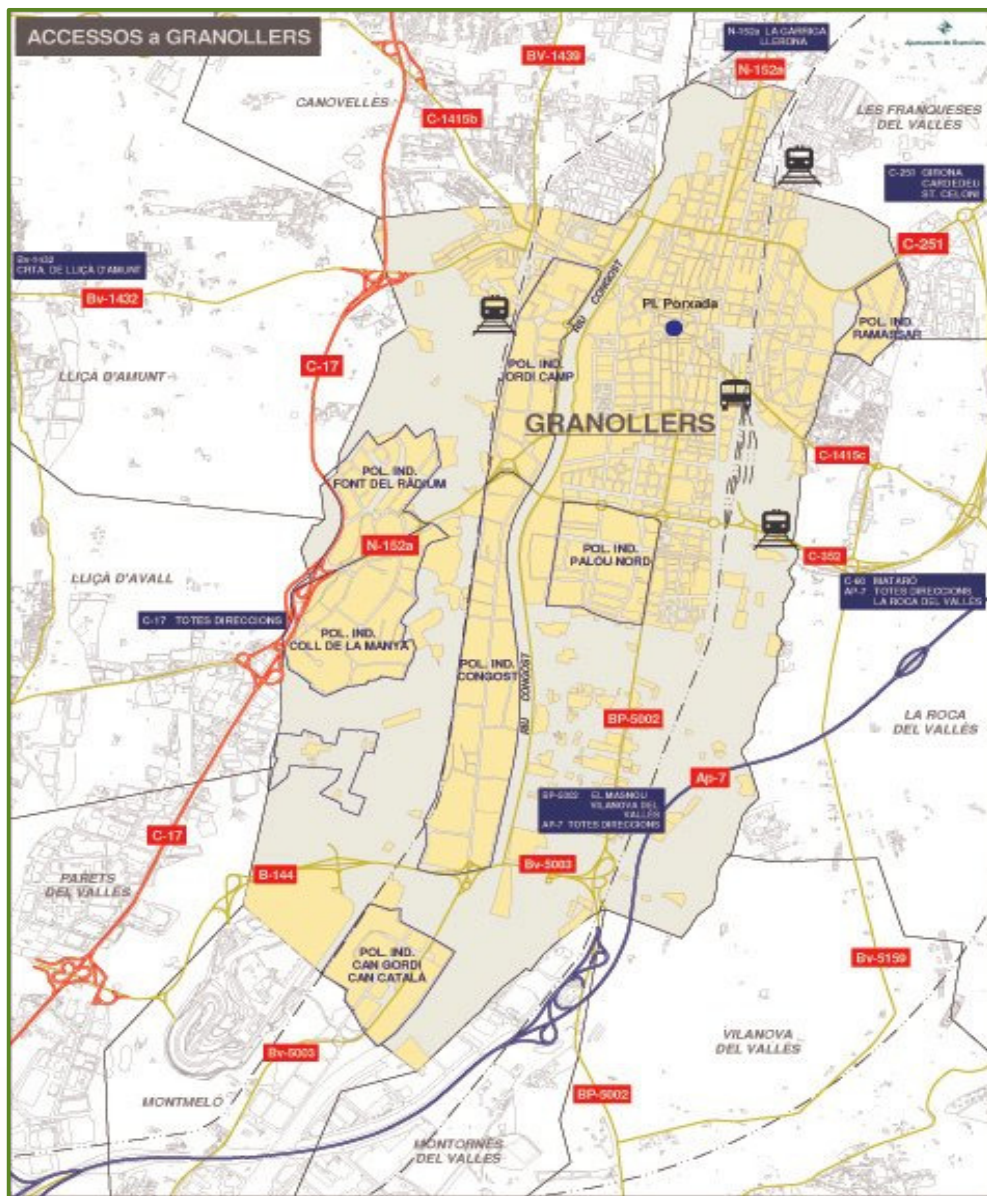 ACCESSOS a GRANOLLERS
BV-1439
N-152a LA GARRIGA
LLERONA
Ajuntament de Granollers
N-152a
CANOVELLES
C-1415b
LES FRANQUESES
DEL VALLÈS
C-251 GIRONA
CARDEDEU
ST. CELONI
C-251
Bv-1432
CRTA. DE LLIÇÀ D'AMUNT
Bv-1432
RIU CONGOST
Pl. Porxada
POL. IND.
RAMASSAR
C-17
POL. IND.
JORDI CAMP
LLIÇÀ D'AMUNT
GRANOLLERS
C-1415c
POL. IND.
FONT DEL RÀDIUM
N-152a
POL. IND.
PALOU NORD
C-352
LLIÇÀ D'AVALL
C-60 MATARÓ
AP-7 TOTES DIRECCIONS
LA ROCA DEL VALLÈS
C-17 TOTES DIRECCIONS
POL. IND.
COLL DE LA MANYÀ
POL. IND.
CONGOST
RIU CONGOST
BP-5002
LA ROCA
DEL VALLÈS
Ap-7
BP-5002 EL MASNOU
VILANOVA DEL
VALLÈS
AP-7 TOTES DIRECCIONS
C-17
PARETS
DEL VALLÈS
B-144
Bv-5003
POL. IND.
CAN GORDI
CAN CATALÀ
Bv-5159
VILANOVA
DEL VALLÈS
Bv-5003
MONTMELÓ
BP-5002
MONTORNÈS
DEL VALLÈS